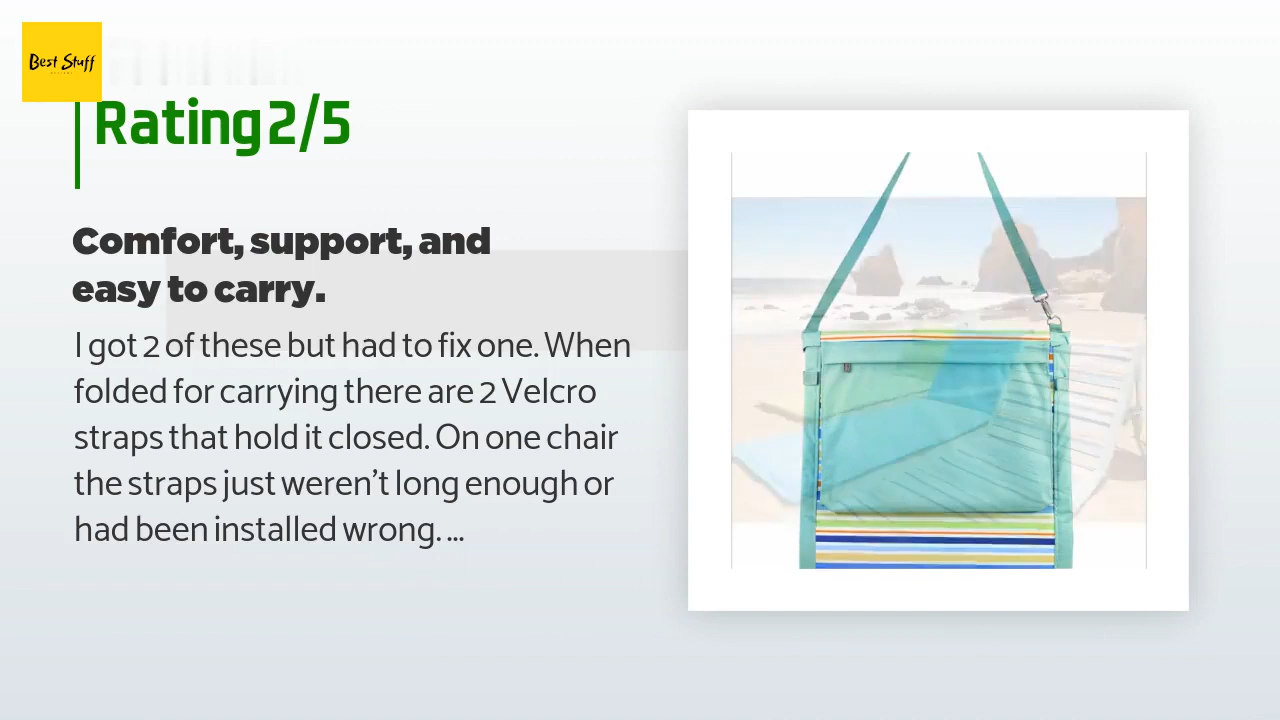 Best Stuff
Rating 2/5
Comfort, support, and
easy to carry.
I got 2 of these but had to fix one. When
folded for carrying there are 2 Velcro
straps that hold it closed. On one chair
the straps just weren’t long enough or
had been installed wrong. ...